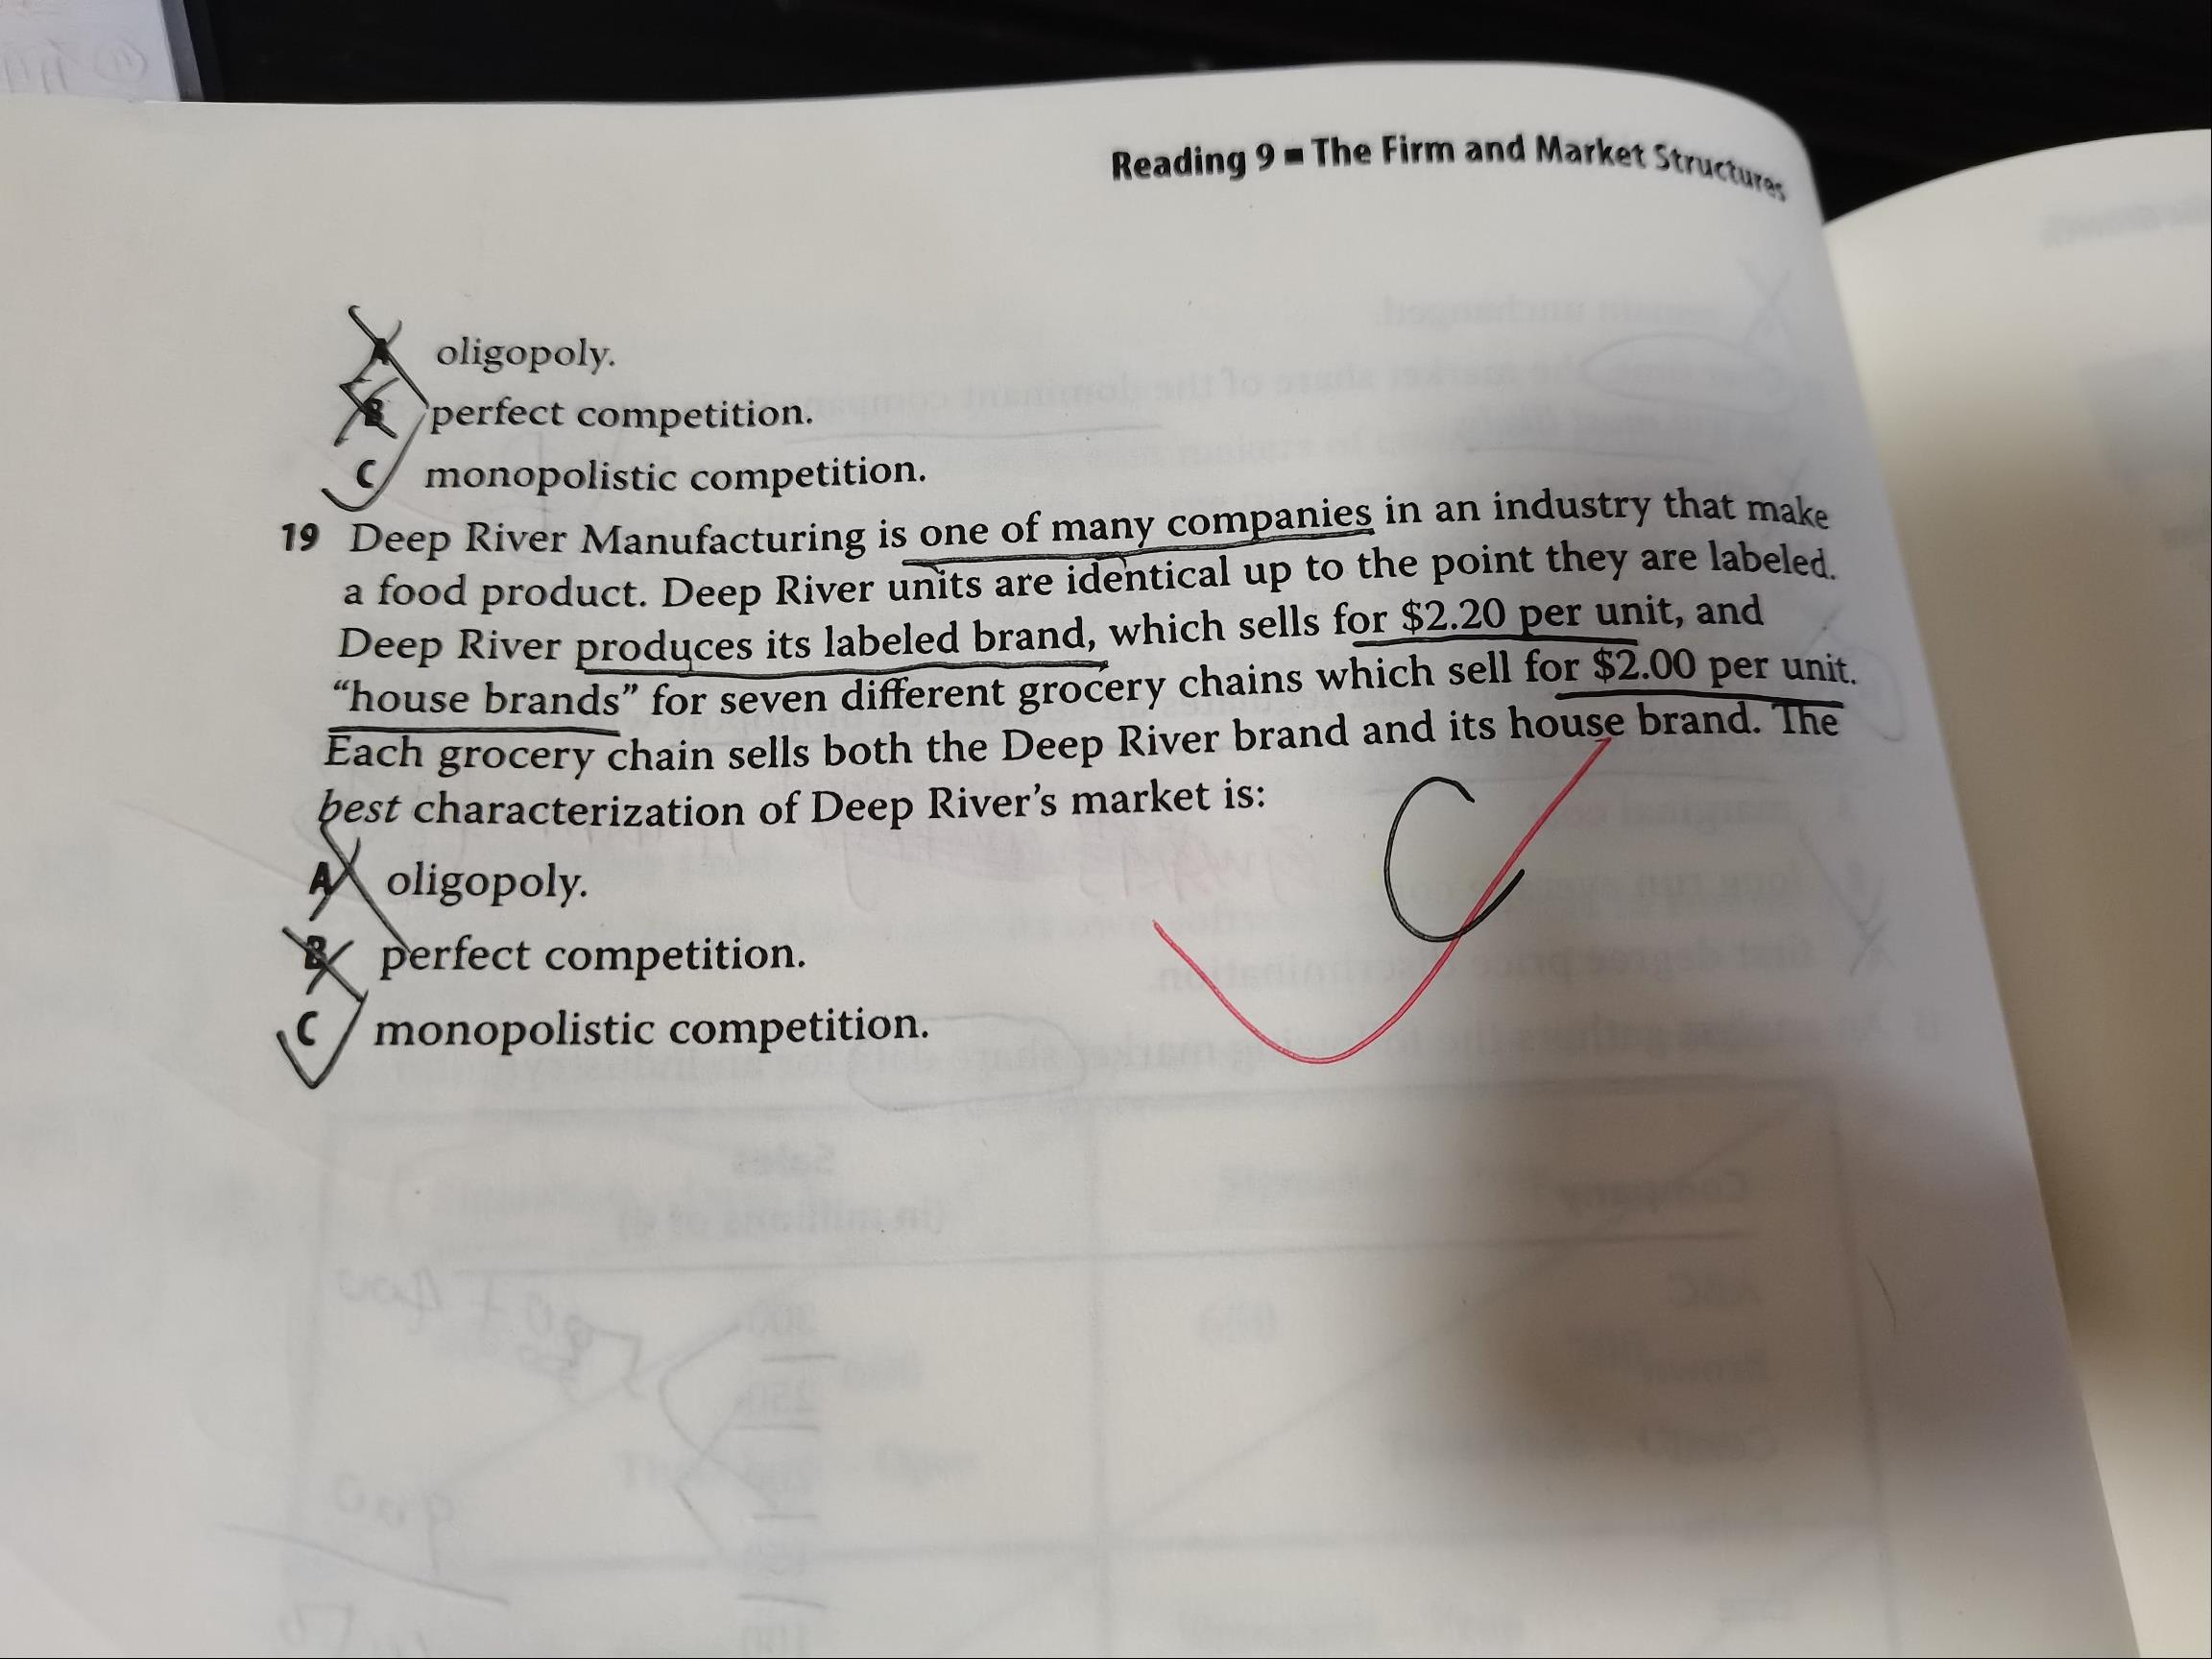 Reading 9 ■ The Firm and Market Structures
A oligopoly.
B perfect competition.
C monopolistic competition.
19 Deep River Manufacturing is one of many companies in an industry that make
a food product. Deep River units are identical up to the point they are labeled.
Deep River produces its labeled brand, which sells for $2.20 per unit, and
“house brands” for seven different grocery chains which sell for $2.00 per unit.
Each grocery chain sells both the Deep River brand and its house brand. The
best characterization of Deep River’s market is:
C
A oligopoly.
B perfect competition.
C monopolistic competition.